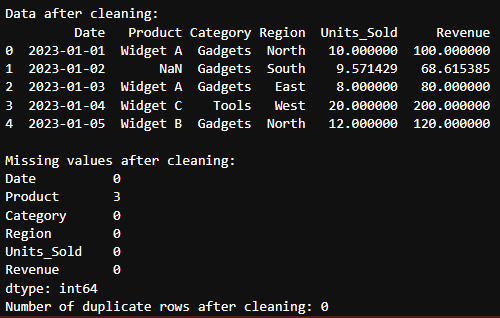 Data after cleaning:
Date Product Category Region Units_Sold Revenue
0 2023-01-01 Widget A Gadgets North 10.000000 100.000000
1 2023-01-02 NaN Gadgets South 9.571429 68.615385
2 2023-01-03 Widget A Gadgets East 8.000000 80.000000
3 2023-01-04 Widget C Tools West 20.000000 200.000000
4 2023-01-05 Widget B Gadgets North 12.000000 120.000000
Missing values after cleaning:
Date 0
Product 3
Category 0
Region 0
Units_Sold 0
Revenue 0
dtype: int64
Number of duplicate rows after cleaning: 0